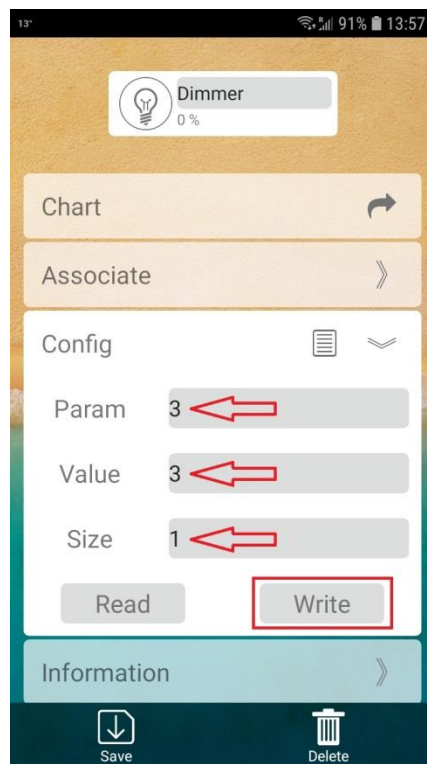 13° 91% 13:57
Dimmer
0 %
Chart
Associate
Config
Param 3
Value 3
Size 1
Read Write
Information
Save Delete